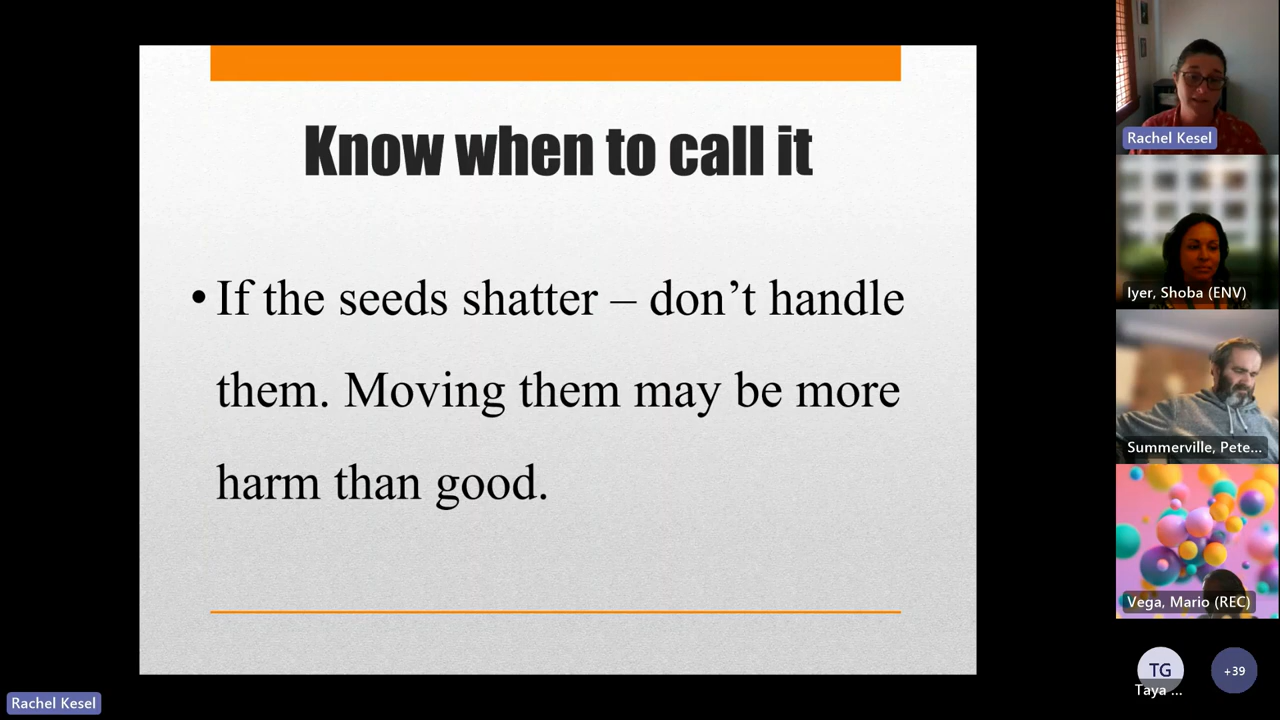 Know when to call it
• If the seeds shatter – don’t handle
them. Moving them may be more
harm than good.
Rachel Kesel
Iyer, Shoba (ENV)
Summerville, Pete...
Vega, Mario (REC)
TG
Taya ...
+39
Rachel Kesel